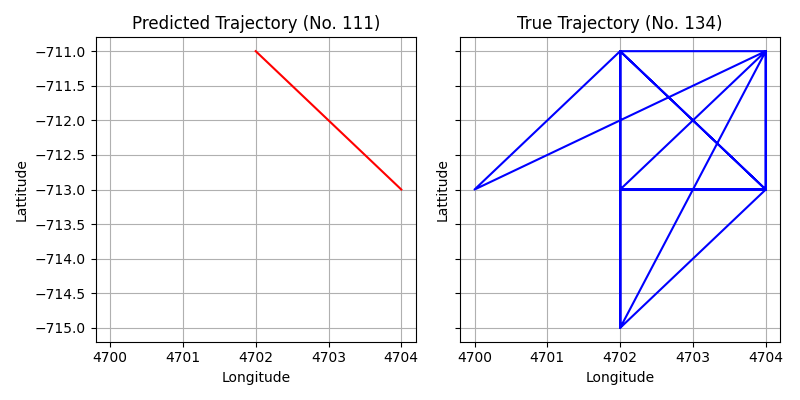 Predicted Trajectory (No. 111)
True Trajectory (No. 134)
−711.0
−711.5
−712.0
−712.5
−713.0
−713.5
−714.0
−714.5
−715.0
Lattitude
Lattitude
4700 4701 4702 4703 4704
4700 4701 4702 4703 4704
Longitude
Longitude